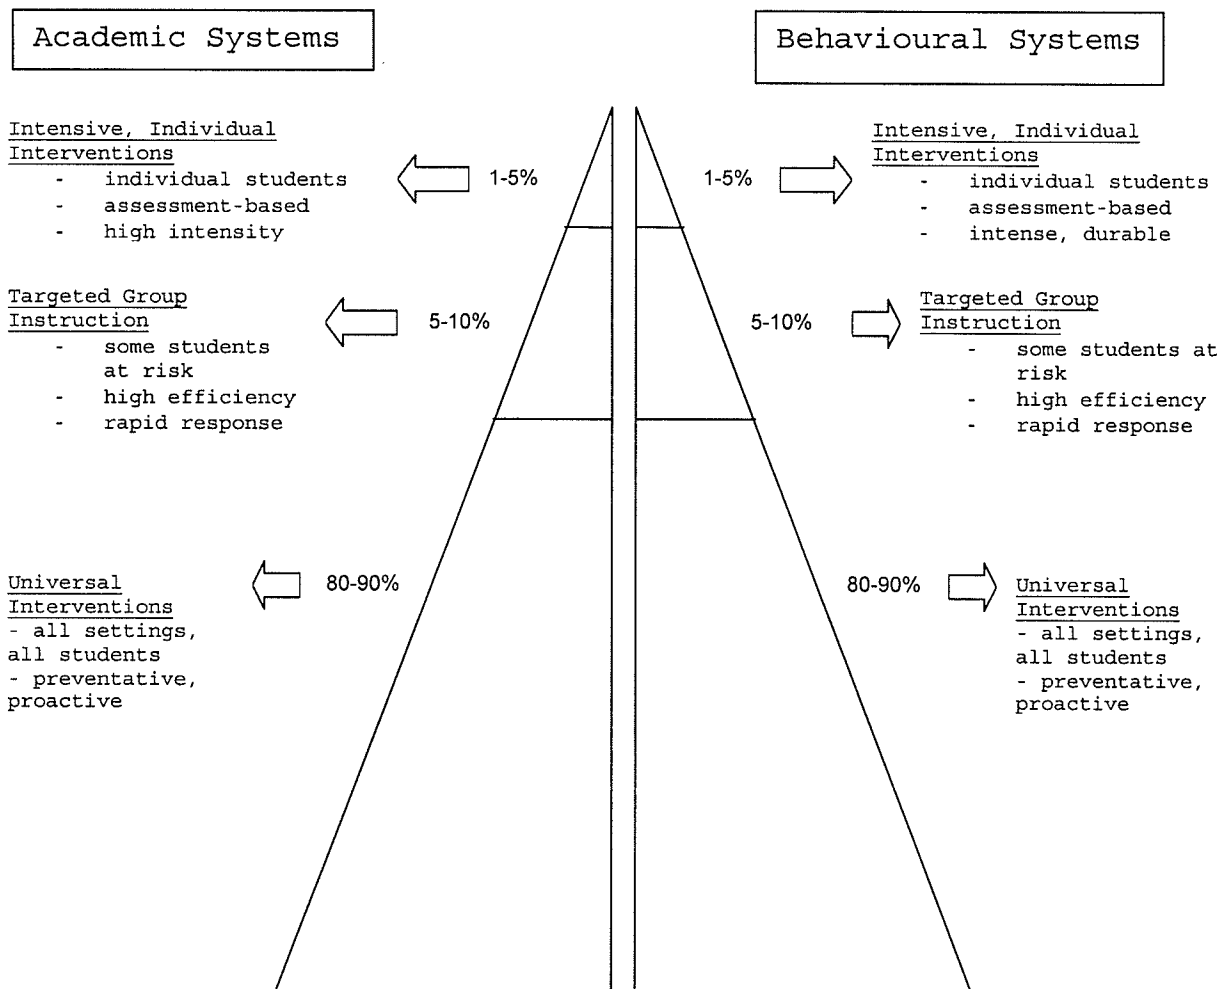 Academic Systems
Behavioural Systems
Intensive, Individual
Interventions
- individual students
- assessment-based
- high intensity
1-5%
1-5%
Intensive, Individual
Interventions
- individual students
- assessment-based
- intense, durable
Targeted Group
Instruction
- some students
at risk
- high efficiency
- rapid response
5-10%
5-10%
Targeted Group
Instruction
- some students at
risk
- high efficiency
- rapid response
Universal
Interventions
- all settings,
all students
- preventative,
proactive
80-90%
80-90%
Universal
Interventions
- all settings,
all students
- preventative,
proactive